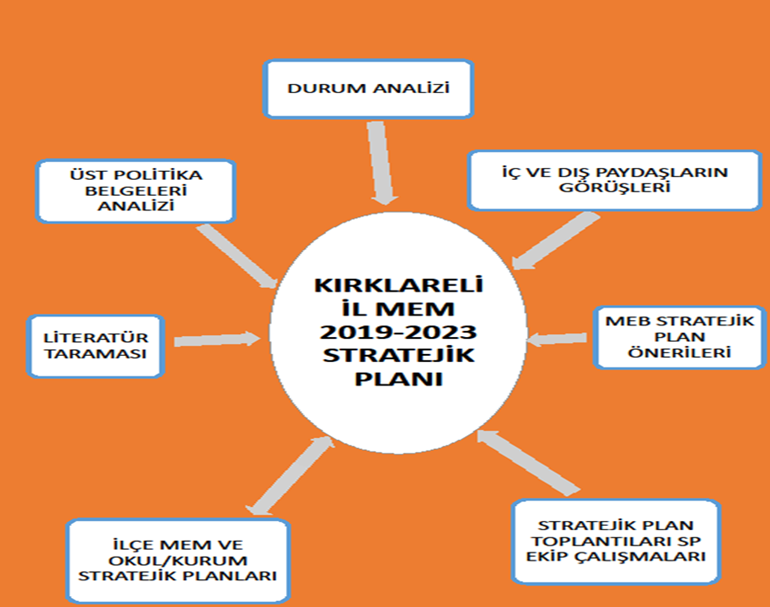 DURUM ANALİZİ
ÜST POLİTİKA
BELGELERİ
ANALİZİ
İÇ VE DIŞ PAYDAŞLARIN
GÖRÜŞLERİ
KIRKLARELİ
İL MEM
2019-2023
STRATEJİK
PLANI
LİTERATÜR
TARAMASI
MEB STRATEJİK
PLAN
ÖNERİLERİ
İLÇE MEM VE
OKUL/KURUM
STRATEJİK PLANLARI
STRATEJİK PLAN
TOPLANTILARI SP
EKİP ÇALIŞMALARI